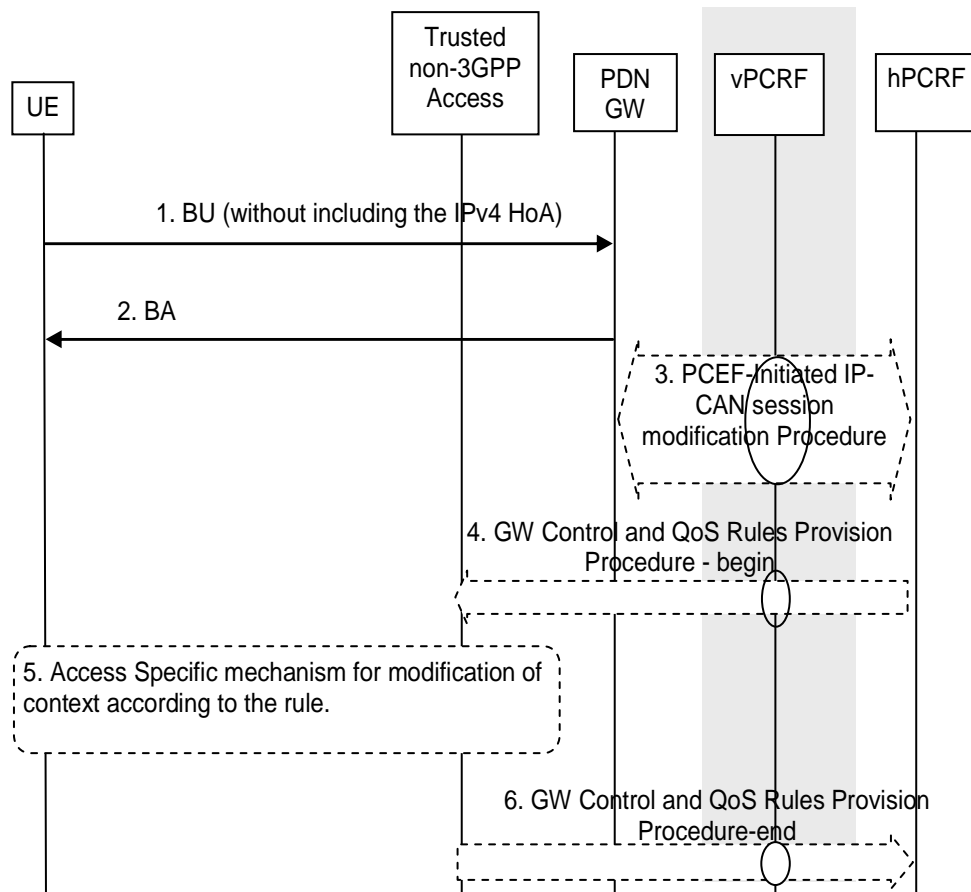 UE
Trusted
non-3GPP
Access
PDN
GW
vPCRF
hPCRF
1. BU (without including the IPv4 HoA)
2. BA
3. PCEF-Initiated IP-
CAN session
modification Procedure
4. GW Control and QoS Rules Provision
Procedure - begin
5. Access Specific mechanism for modification of
context according to the rule.
6. GW Control and QoS Rules Provision
Procedure-end